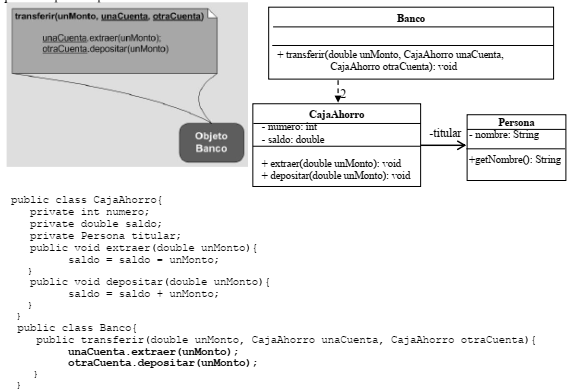 transferir(unMonto, unaCuenta, otraCuenta)
unaCuenta.extraer(unMonto);
otraCuenta.depositar(unMonto)
Objeto
Banco
Banco
+ transferir(double unMonto, CajaAhorro unaCuenta,
CajaAhorro otraCuenta): void
2
CajaAhorro
- numero: int
- saldo: double
+ extraer(double unMonto): void
+ depositar(double unMonto): void
-titular
Persona
- nombre: String
+getNombre(): String
public class CajaAhorro{
private int numero;
private double saldo;
private Persona titular;
public void extraer(double unMonto){
saldo = saldo - unMonto;
}
public void depositar(double unMonto){
saldo = saldo + unMonto;
}
}
public class Banco{
public transferir(double unMonto, CajaAhorro unaCuenta, CajaAhorro otraCuenta){
unaCuenta.extraer(unMonto);
otraCuenta.depositar(unMonto);
}
}